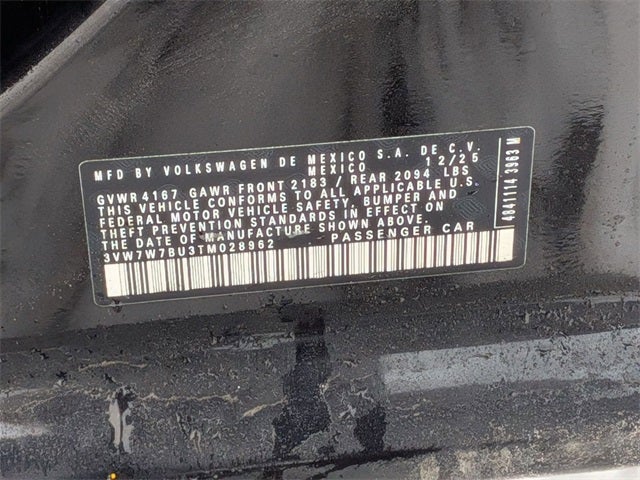 MFD BY VOLKSWAGEN DE MEXICO S.A. DE C.V.
MEXICO 12/25
GVWR 4167 GAWR FRONT 2183 / REAR 2094 LBS
THIS VEHICLE CONFORMS TO ALL APPLICABLE U.S.
FEDERAL MOTOR VEHICLE SAFETY, BUMPER AND
THEFT PREVENTION STANDARDS IN EFFECT ON
THE DATE OF MANUFACTURE SHOWN ABOVE.
3VW7W7BU3TM028962 PASSENGER CAR
4841114 3963 M